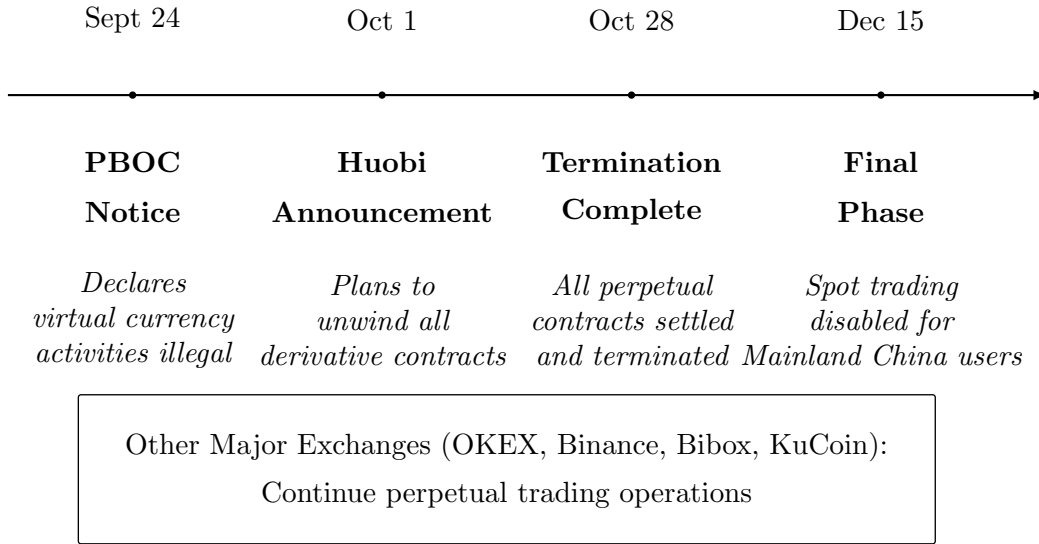 Sept 24
Oct 1
Oct 28
Dec 15
PBOC
Notice
Huobi
Announcement
Termination
Complete
Final
Phase
Declares
virtual currency
activities illegal
Plans to
unwind all
derivative contracts
All perpetual
contracts settled
and terminated
Spot trading
disabled for
Mainland China users
Other Major Exchanges (OKEX, Binance, Bibox, KuCoin):
Continue perpetual trading operations